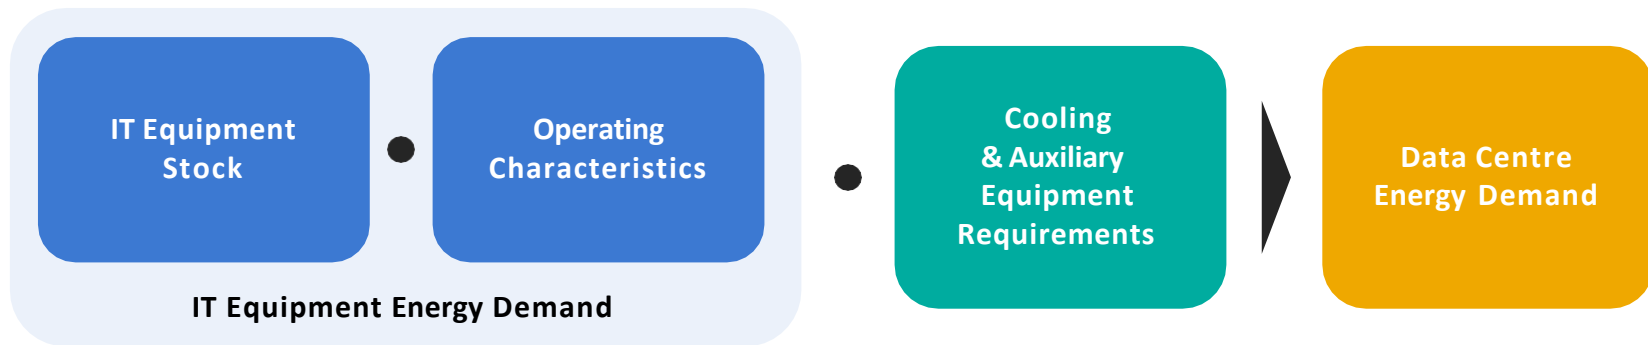 IT Equipment
Stock
Operating
Characteristics
IT Equipment Energy Demand
Cooling
& Auxiliary
Equipment
Requirements
Data Centre
Energy Demand